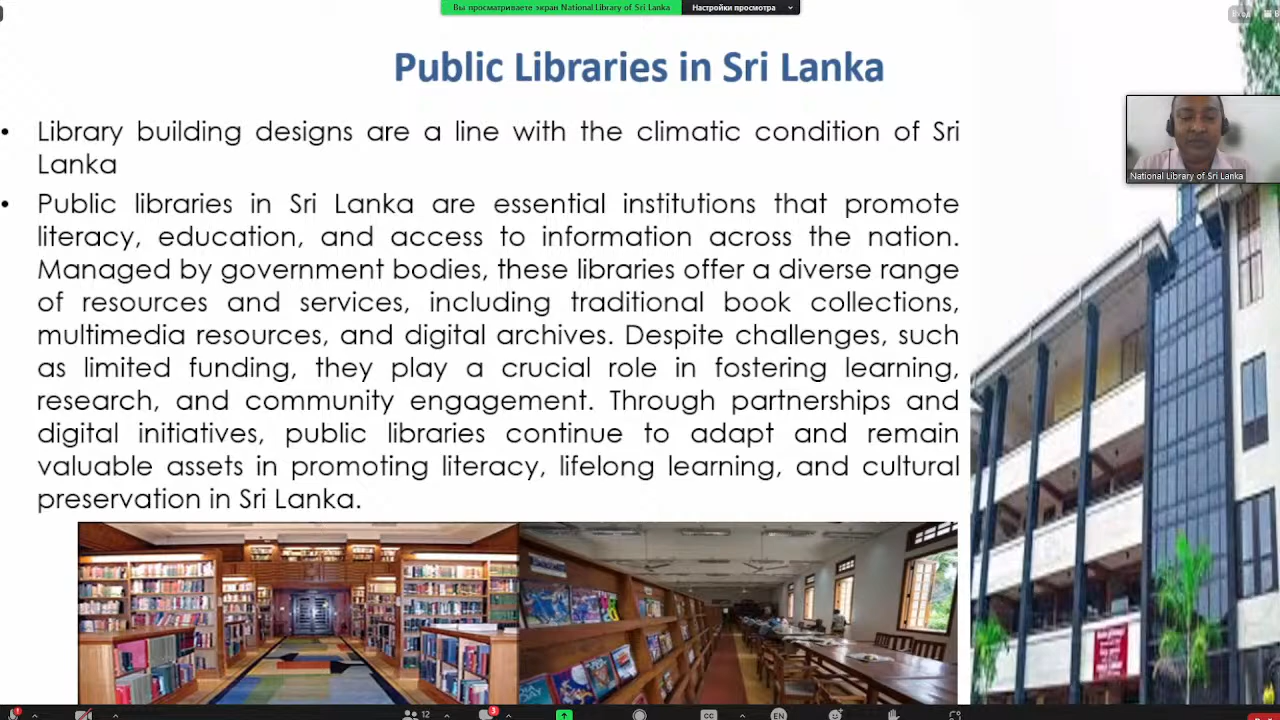 Вы просматриваете экран National Library of Sri Lanka
Настройки просмотра
Вход
Public Libraries in Sri Lanka
• Library building designs are a line with the climatic condition of Sri
Lanka
• Public libraries in Sri Lanka are essential institutions that promote
literacy, education, and access to information across the nation.
Managed by government bodies, these libraries offer a diverse range
of resources and services, including traditional book collections,
multimedia resources, and digital archives. Despite challenges, such
as limited funding, they play a crucial role in fostering learning,
research, and community engagement. Through partnerships and
digital initiatives, public libraries continue to adapt and remain
valuable assets in promoting literacy, lifelong learning, and cultural
preservation in Sri Lanka.
National Library of Sri Lanka
1
12
3
CC
EN